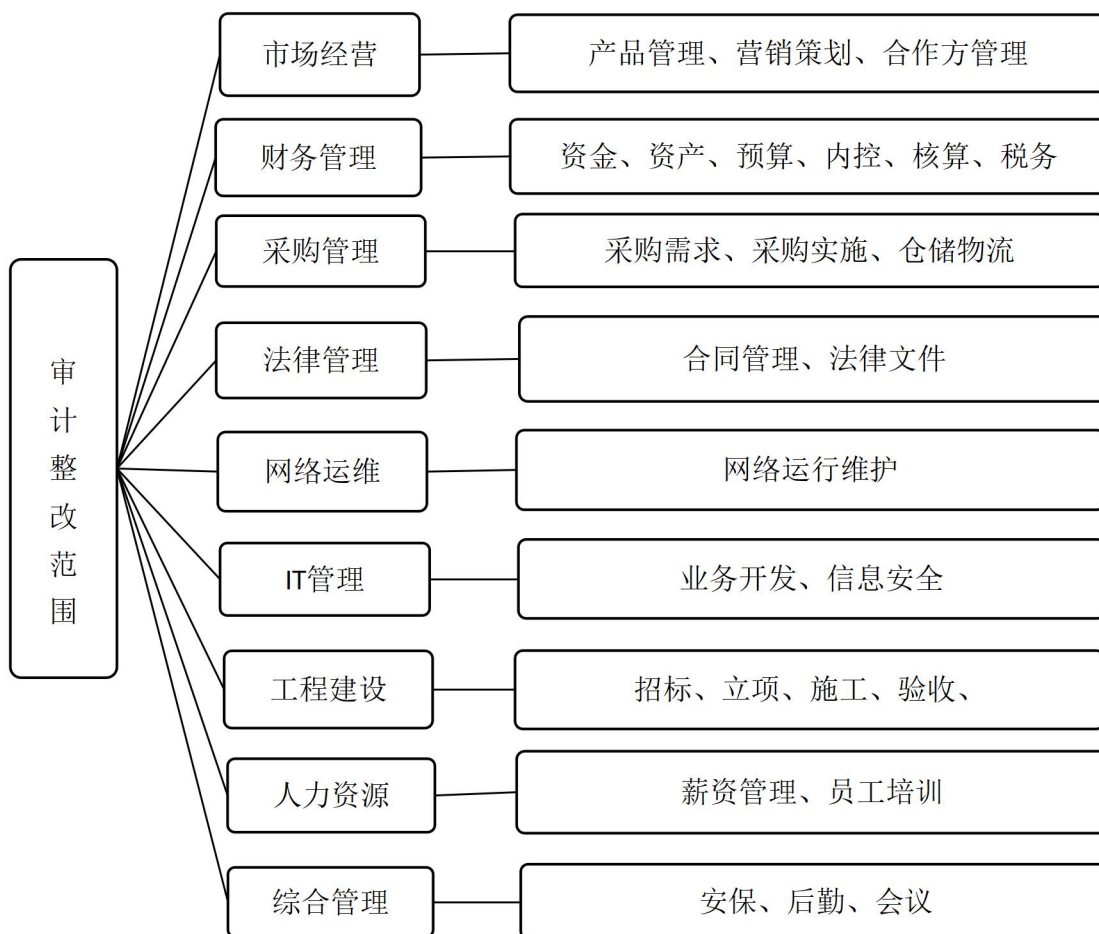 审计整改范围
市场经营
产品管理、营销策划、合作方管理
财务管理
资金、资产、预算、内控、核算、税务
采购管理
采购需求、采购实施、仓储物流
法律管理
合同管理、法律文件
网络运维
网络运行维护
IT管理
业务开发、信息安全
工程建设
招标、立项、施工、验收、
人力资源
薪资管理、员工培训
综合管理
安保、后勤、会议